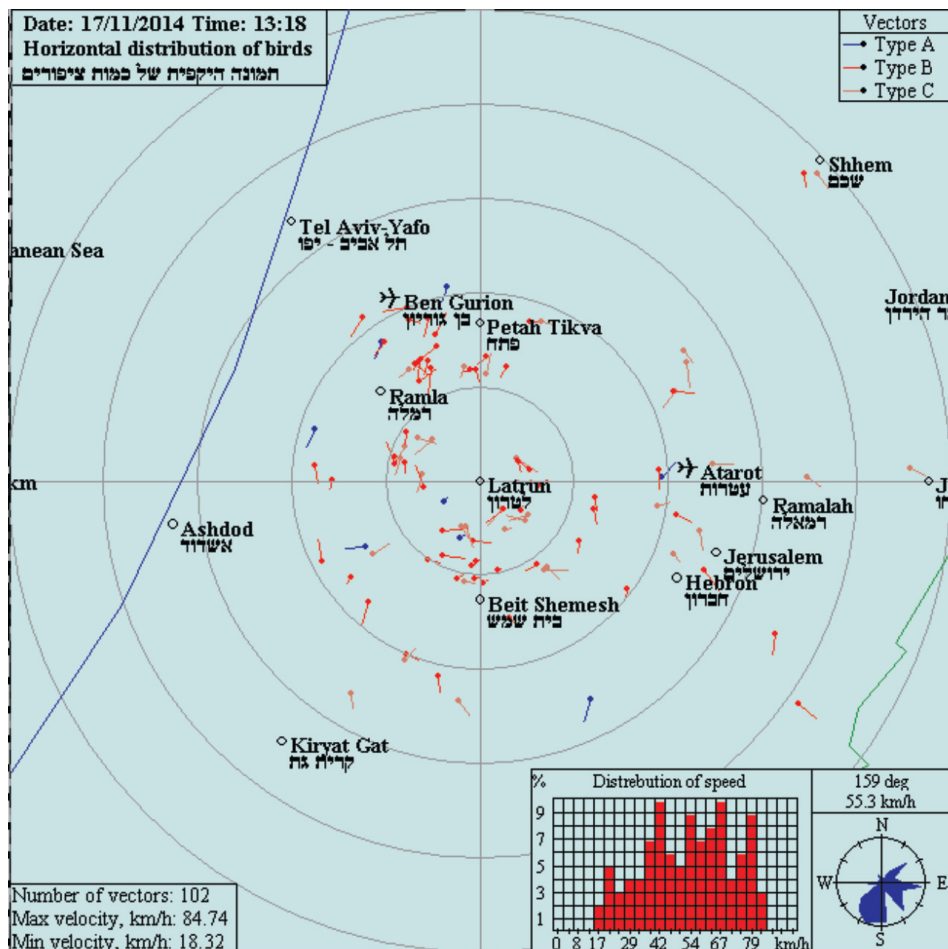 Date: 17/11/2014 Time: 13:18
Horizontal distribution of birds
תמונה היקפית של כמות ציפורים
Vectors
Type A
Type B
Type C
Shhem
שכם
Tel Aviv-Yafo
תל אביב - יפו
anean Sea
Ben Gurion
בן גוריון
Petah Tikva
פתח
Jordan
ר הירדן
Ramla
רמלה
km
Latrun
לטרון
Atarot
עטרות
Ramalah
רמאלה
J
Ashdod
אשדוד
Jerusalem
ירושלים
Hebron
חברון
Beit Shemesh
בית שמש
Kiryat Gat
קרית גת
% Distrebution of speed
9
7
5
3
1
0 8 17 29 42 54 67 79 km/h
159 deg
55.3 km/h
N
W E
S
Number of vectors: 102
Max velocity, km/h: 84.74
Min velocity, km/h: 18.32